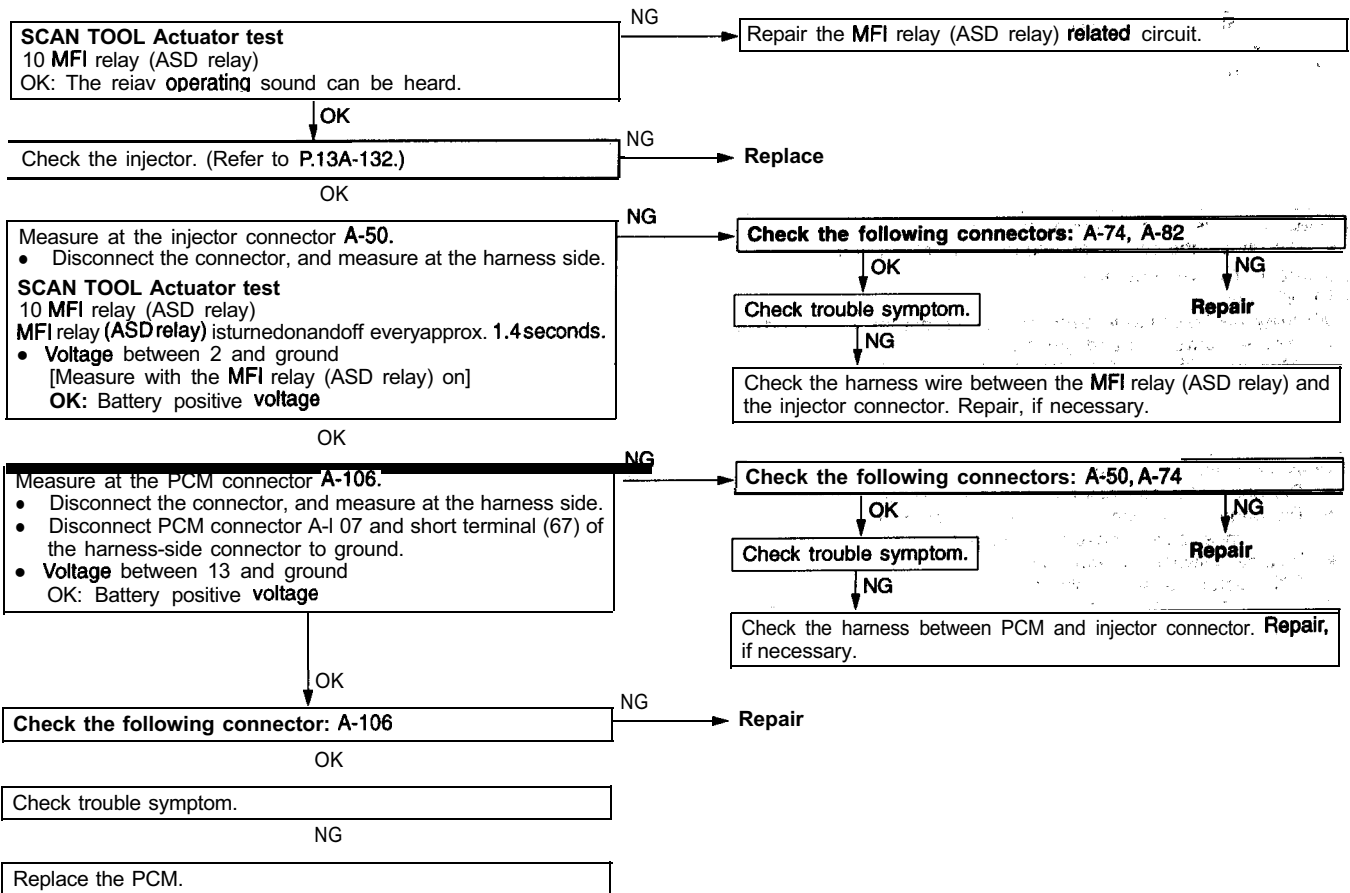 NG
SCAN TOOL Actuator test
10 MFI relay (ASD relay)
OK: The reiav operating sound can be heard.
Repair the MFI relay (ASD relay) related circuit.
OK
Check the injector. (Refer to P.13A-132.)
NG
Replace
OK
Measure at the injector connector A-50.
• Disconnect the connector, and measure at the harness side.
SCAN TOOL Actuator test
10 MFI relay (ASD relay)
MFI relay (ASD relay) isturnedonandoff everyapprox. 1.4 seconds.
• Voltage between 2 and ground
[Measure with the MFI relay (ASD relay) on]
OK: Battery positive voltage
NG
Check the following connectors: A-74, A-82
OK
NG
Check trouble symptom.
Repair
NG
Check the harness wire between the MFI relay (ASD relay) and
the injector connector. Repair, if necessary.
OK
Measure at the PCM connector A-106.
• Disconnect the connector, and measure at the harness side.
• Disconnect PCM connector A-l 07 and short terminal (67) of
the harness-side connector to ground.
• Voltage between 13 and ground
OK: Battery positive voltage
NG
Check the following connectors: A-50, A-74
OK
NG
Check trouble symptom.
Repair
NG
Check the harness between PCM and injector connector. Repair,
if necessary.
OK
Check the following connector: A-106
NG
Repair
OK
Check trouble symptom.
NG
Replace the PCM.